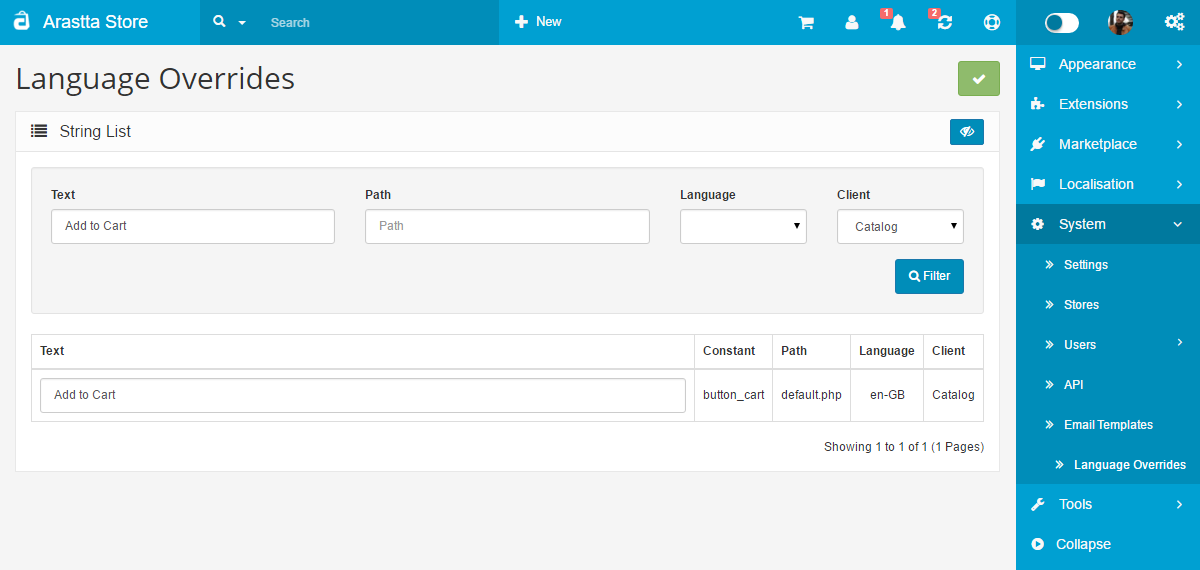 Arastta Store
Search
New
1
2
Language Overrides
String List
Text
Path
Language
Client
Add to Cart
Path
Catalog
Filter
Text
Constant
Path
Language
Client
Add to Cart
button_cart
default.php
en-GB
Catalog
Showing 1 to 1 of 1 (1 Pages)
Appearance
Extensions
Marketplace
Localisation
System
Settings
Stores
Users
API
Email Templates
Language Overrides
Tools
Collapse